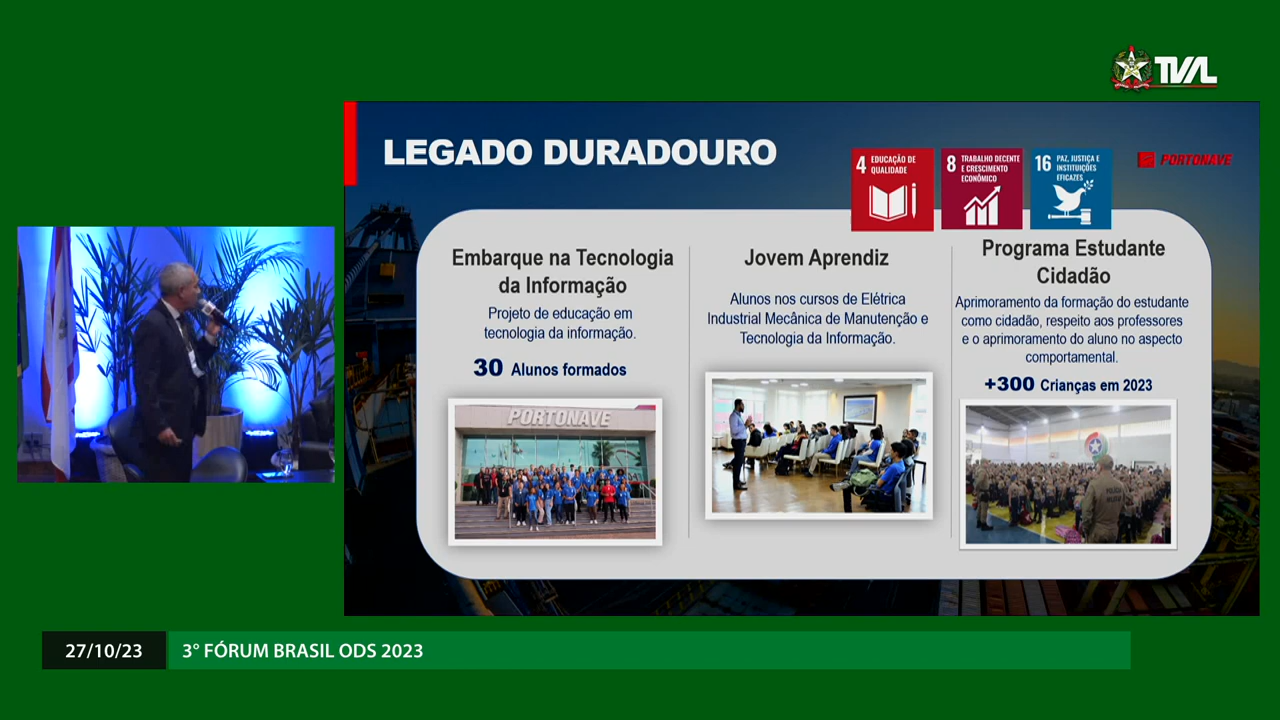 TVAL
LEGADO DURADOURO
4 EDUCAÇÃO DE
QUALIDADE
8 TRABALHO DECENTE
E CRESCIMENTO
ECONÔMICO
16 PAZ, JUSTIÇA E
INSTITUIÇÕES
EFICAZES
PORTONAVE
Embarque na Tecnologia
da Informação
Projeto de educação em
tecnologia da informação.
30 Alunos formados
PORTONAVE
Jovem Aprendiz
Alunos nos cursos de Elétrica
Industrial Mecânica de Manutenção e
Tecnologia da Informação.
Programa Estudante
Cidadão
Aprimoramento da formação do estudante
como cidadão, respeito aos professores
e o aprimoramento do aluno no aspecto
comportamental.
+300 Crianças em 2023
POLÍCIA
MILITAR
27/10/23
3° FÓRUM BRASIL ODS 2023